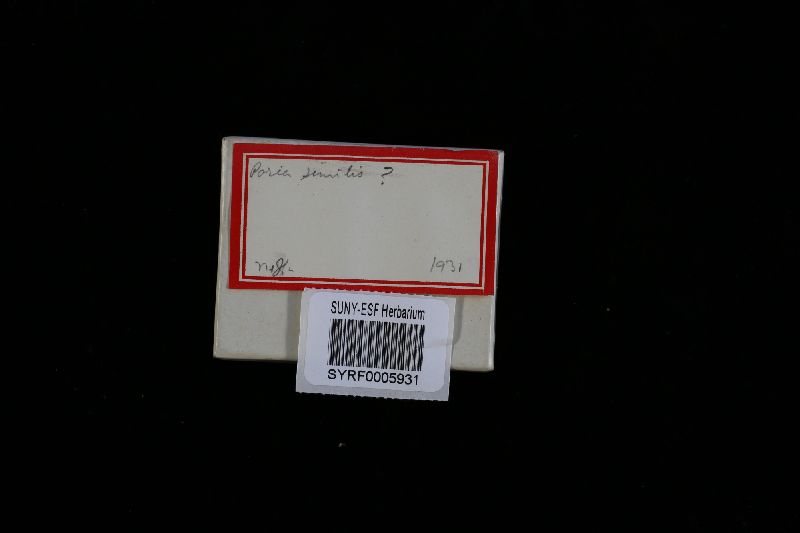 Poria similis ?
1931
SUNY-ESF Herbarium
SYRF0005931